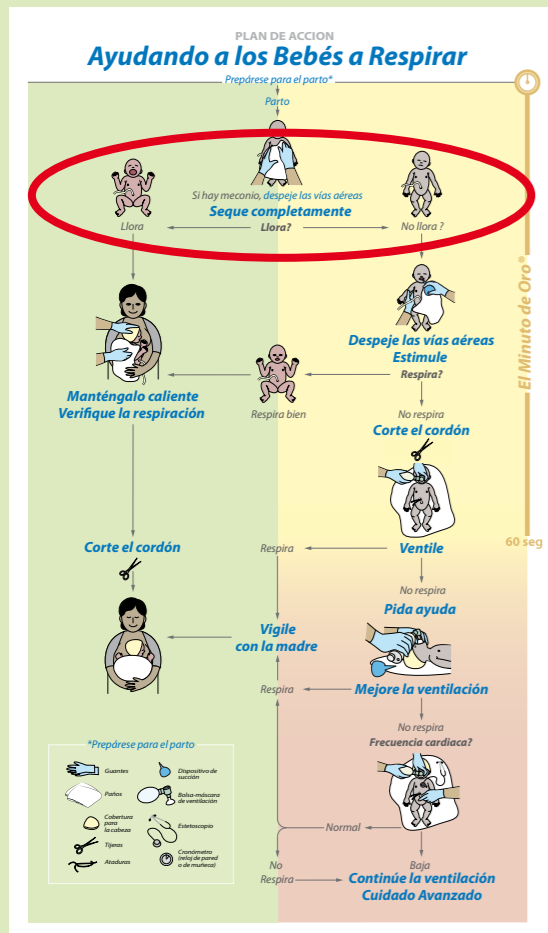 PLAN DE ACCION
Ayudando a los Bebés a Respirar
Prepárese para el parto*
Parto
Si hay meconio, despeje las vías aéreas
Seque completamente
Llora
Llora?
No llora ?
Despeje las vías aéreas
Estimule
Respira?
Manténgalo caliente
Verifique la respiración
Respira bien
No respira
Corte el cordón
El Minuto de Oro®
60 seg
Corte el cordón
Respira
Ventile
No respira
Pida ayuda
Vigile
con la madre
Respira
Mejore la ventilación
No respira
Frecuencia cardiaca?
Normal
No
Respira
Baja
Continúe la ventilación
Cuidado Avanzado
*Prepárese para el parto
Guantes
Dispositivo de
succión
Paños
Bolsa-máscara
de ventilación
Cobertura
para
la cabeza
Estetoscopio
Tijeras
Ataduras
Cronómetro
(reloj de pared
o de muñeca)